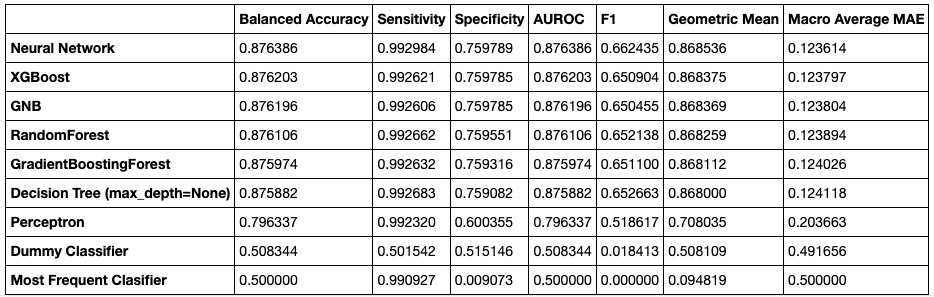 Balanced Accuracy Sensitivity Specificity AUROC F1 Geometric Mean Macro Average MAE
Neural Network 0.876386 0.992984 0.759789 0.876386 0.662435 0.868536 0.123614
XGBoost 0.876203 0.992621 0.759785 0.876203 0.650904 0.868375 0.123797
GNB 0.876196 0.992606 0.759785 0.876196 0.650455 0.868369 0.123804
RandomForest 0.876106 0.992662 0.759551 0.876106 0.652138 0.868259 0.123894
GradientBoostingForest 0.875974 0.992632 0.759316 0.875974 0.651100 0.868112 0.124026
Decision Tree (max_depth=None) 0.875882 0.992683 0.759082 0.875882 0.652663 0.868000 0.124118
Perceptron 0.796337 0.992320 0.600355 0.796337 0.518617 0.708035 0.203663
Dummy Classifier 0.508344 0.501542 0.515146 0.508344 0.018413 0.508109 0.491656
Most Frequent Clasifier 0.500000 0.990927 0.009073 0.500000 0.000000 0.094819 0.500000